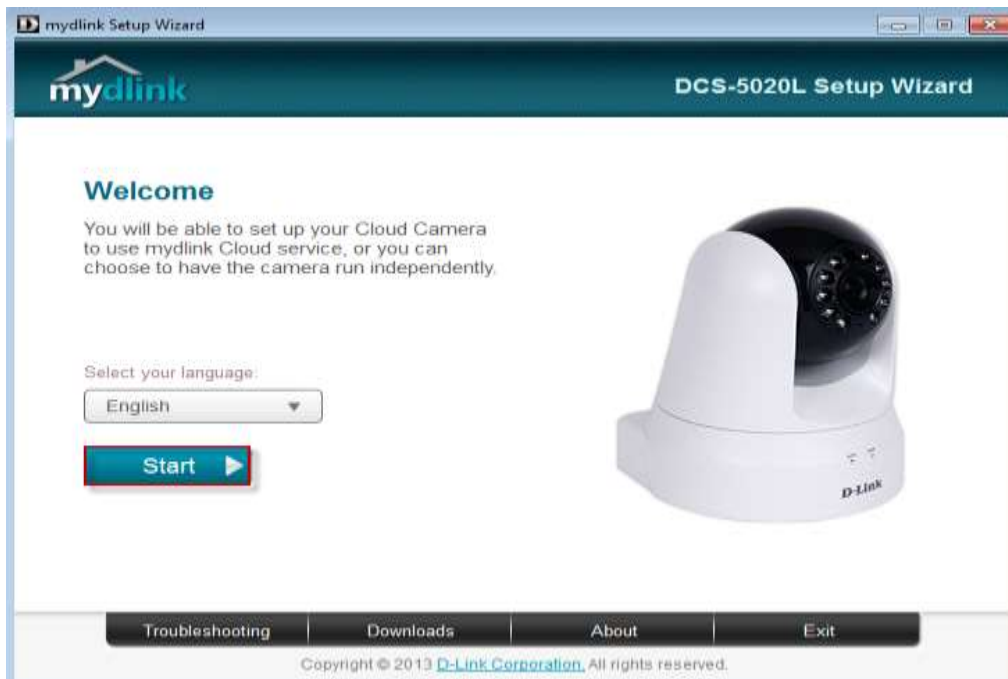 mydlink Setup Wizard
mydlink
DCS-5020L Setup Wizard
Welcome
You will be able to set up your Cloud Camera
to use mydlink Cloud service, or you can
choose to have the camera run independently.
Select your language:
English
Start
D-Link
Troubleshooting
Downloads
About
Exit
Copyright © 2013 D-Link Corporation. All rights reserved.